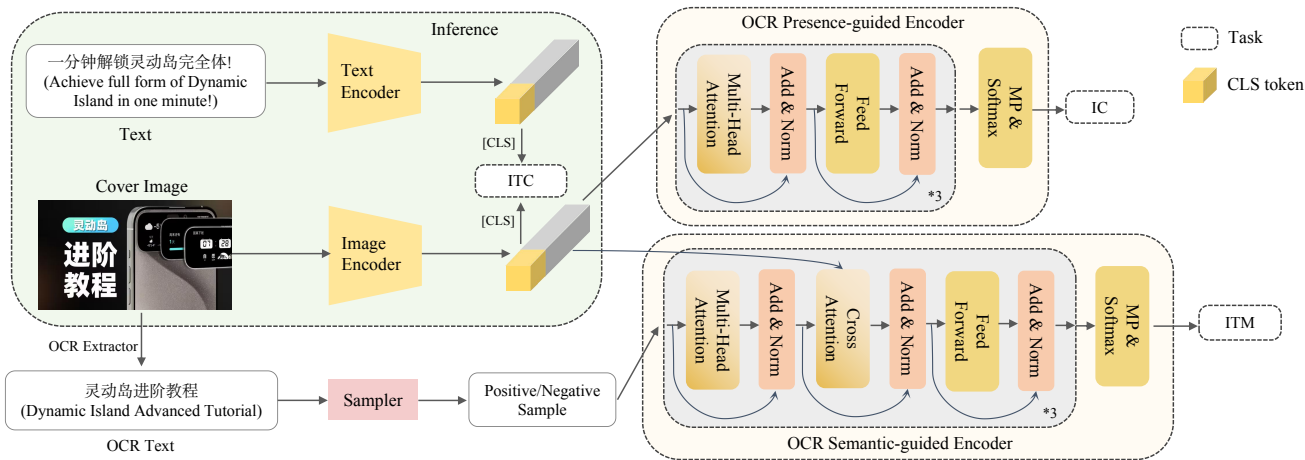 Inference
一分钟解锁灵动岛完全体!
(Achieve full form of Dynamic
Island in one minute!)
Text
Text
Encoder
[CLS]
ITC
[CLS]
Cover Image
灵动岛
进阶
教程
07
28
Image
Encoder
OCR Extractor
灵动岛进阶教程
(Dynamic Island Advanced Tutorial)
OCR Text
Sampler
Positive/Negative
Sample
OCR Presence-guided Encoder
Multi-Head
Attention
Add & Norm
Feed
Forward
Add & Norm
*3
MP &
Softmax
IC
Task
CLS token
Multi-Head
Attention
Add & Norm
Cross
Attention
Add & Norm
Feed
Forward
Add & Norm
*3
MP &
Softmax
ITM
OCR Semantic-guided Encoder